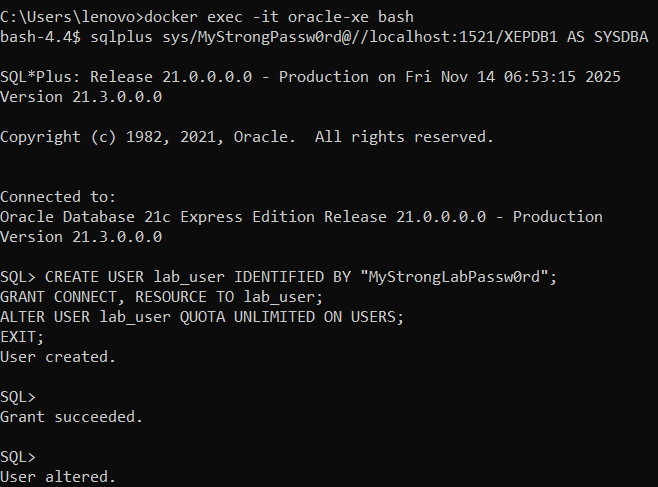 C:\Users\lenovo>docker exec -it oracle-xe bash
bash-4.4$ sqlplus sys/MyStrongPassw0rd@//localhost:1521/XEPDB1 AS SYSDBA
SQL*Plus: Release 21.0.0.0.0 - Production on Fri Nov 14 06:53:15 2025
Version 21.3.0.0.0
Copyright (c) 1982, 2021, Oracle.  All rights reserved.
Connected to:
Oracle Database 21c Express Edition Release 21.0.0.0.0 - Production
Version 21.3.0.0.0
SQL> CREATE USER lab_user IDENTIFIED BY "MyStrongLabPassw0rd";
GRANT CONNECT, RESOURCE TO lab_user;
ALTER USER lab_user QUOTA UNLIMITED ON USERS;
EXIT;
User created.
SQL>
Grant succeeded.
SQL>
User altered.